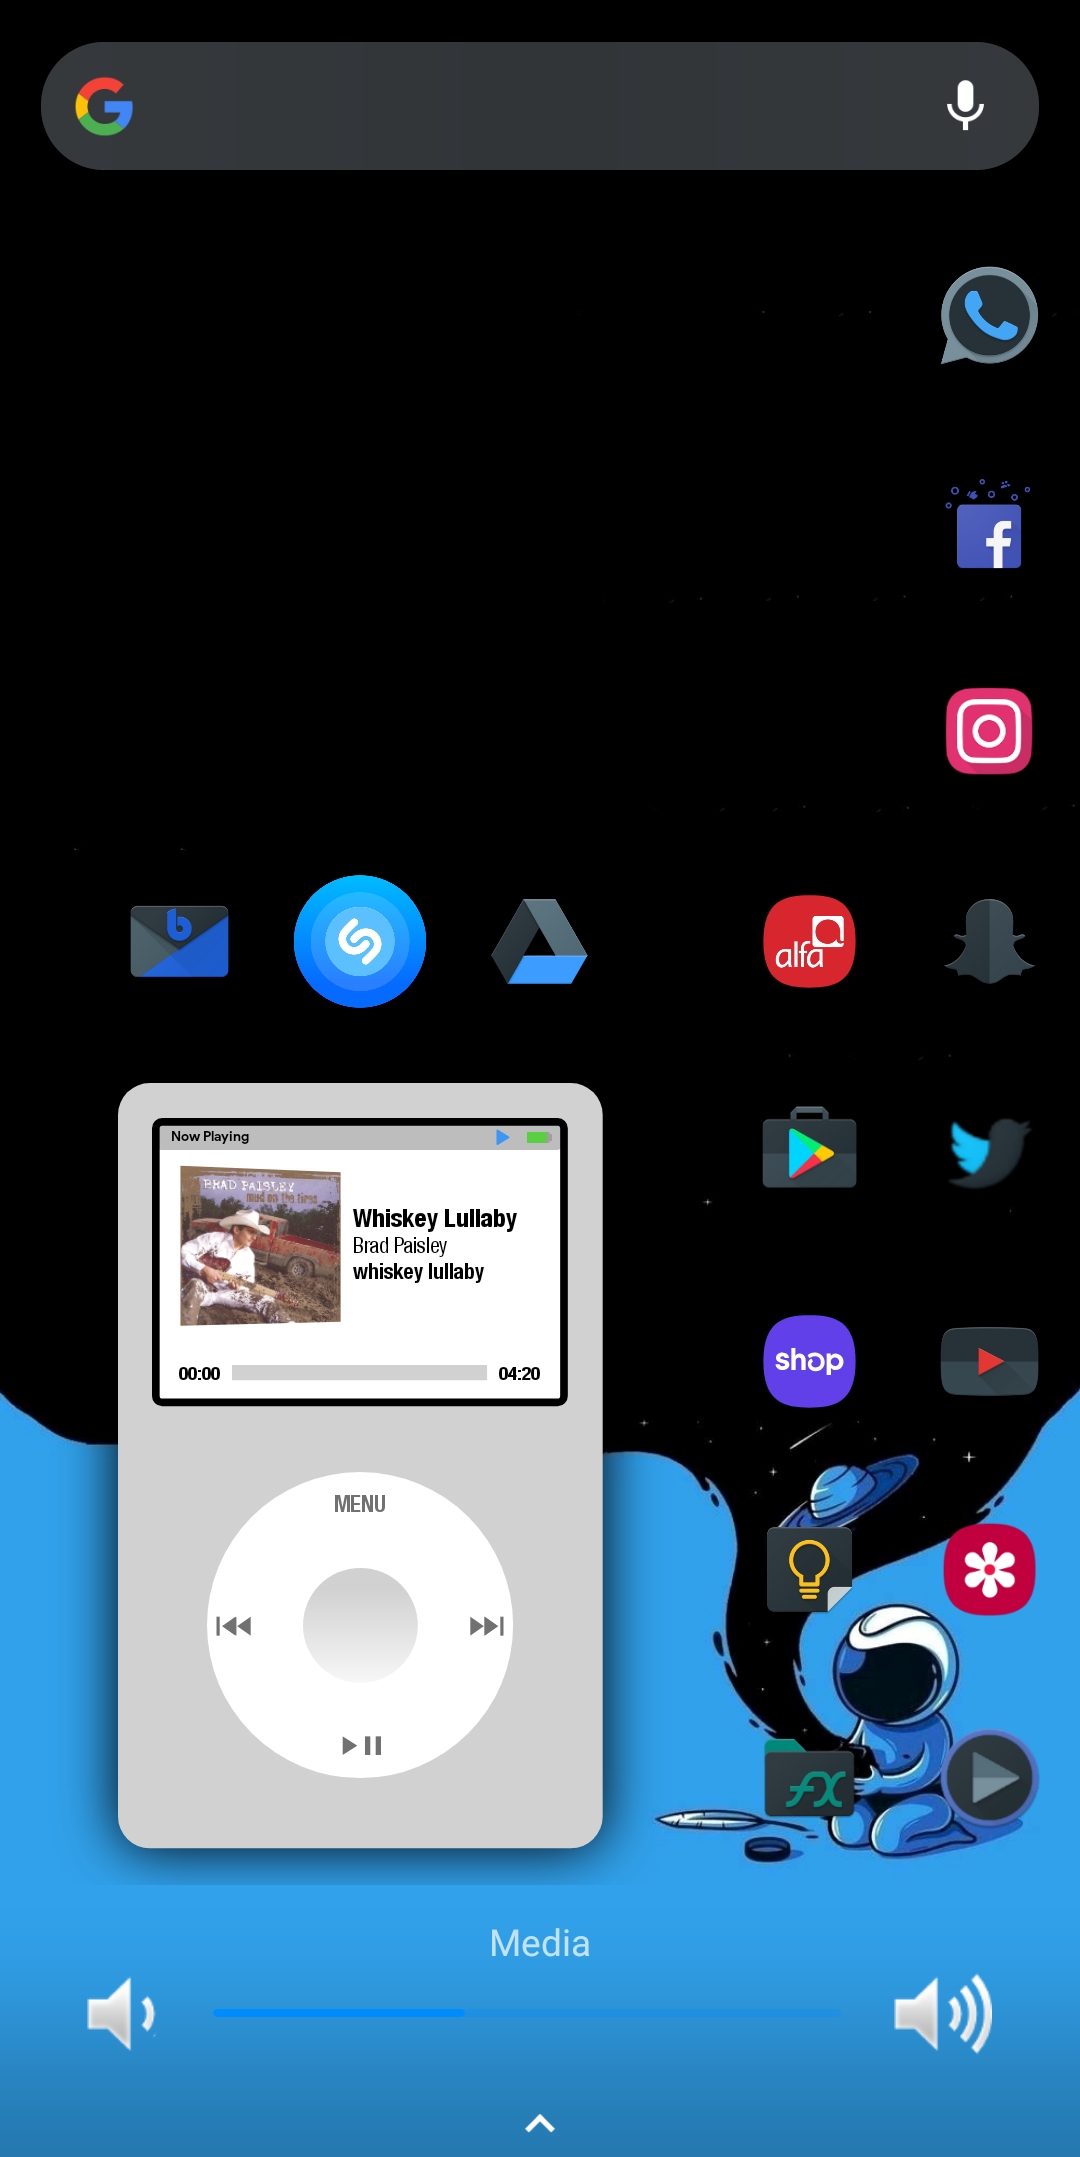 alfa
Now Playing
BRAD PAISLEY
mud on the tires
Whiskey Lullaby
Brad Paisley
whiskey lullaby
00:00
04:20
shop
MENU
fx
Media